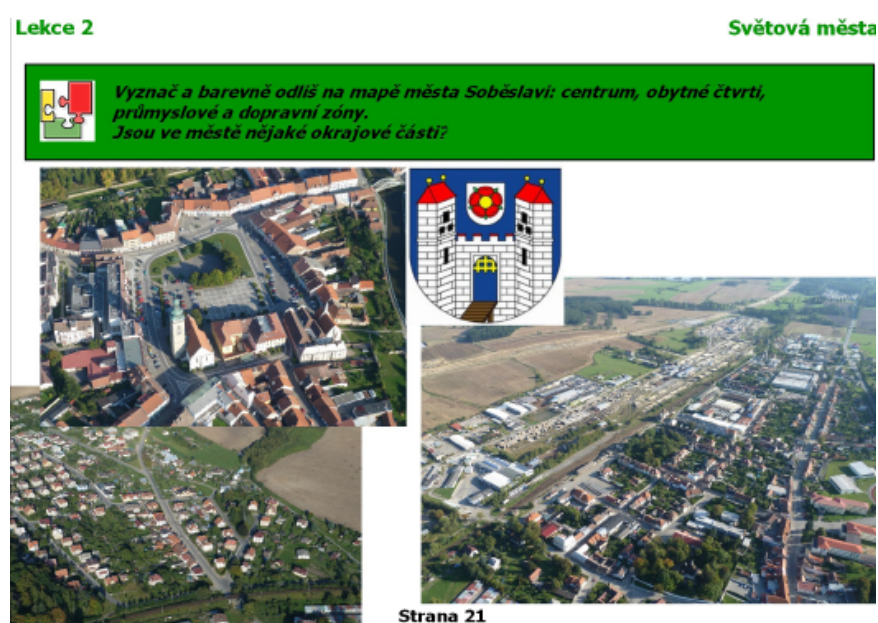 Lekce 2
Světová města
Vyznač a barevně odliš na mapě města Soběslavi: centrum, obytné čtvrti,
průmyslové a dopravní zóny.
Jsou ve městě nějaké okrajové části?
Strana 21